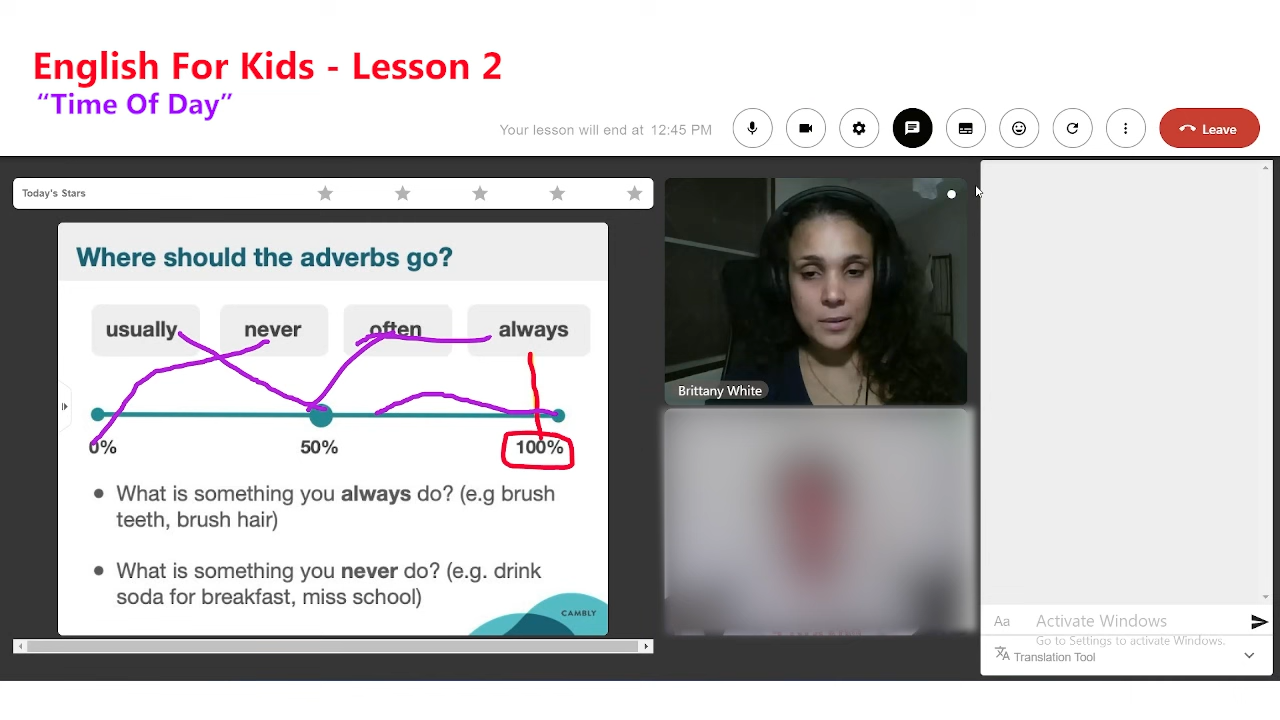 English For Kids - Lesson 2
“Time Of Day”
Your lesson will end at 12:45 PM
Leave
Today's Stars
Where should the adverbs go?
usually never often always
0% 50% 100%
• What is something you always do? (e.g brush
teeth, brush hair)
• What is something you never do? (e.g. drink
soda for breakfast, miss school)
CAMBLY
Brittany White
Aa Activate Windows
Go to Settings to activate Windows.
Translation Tool